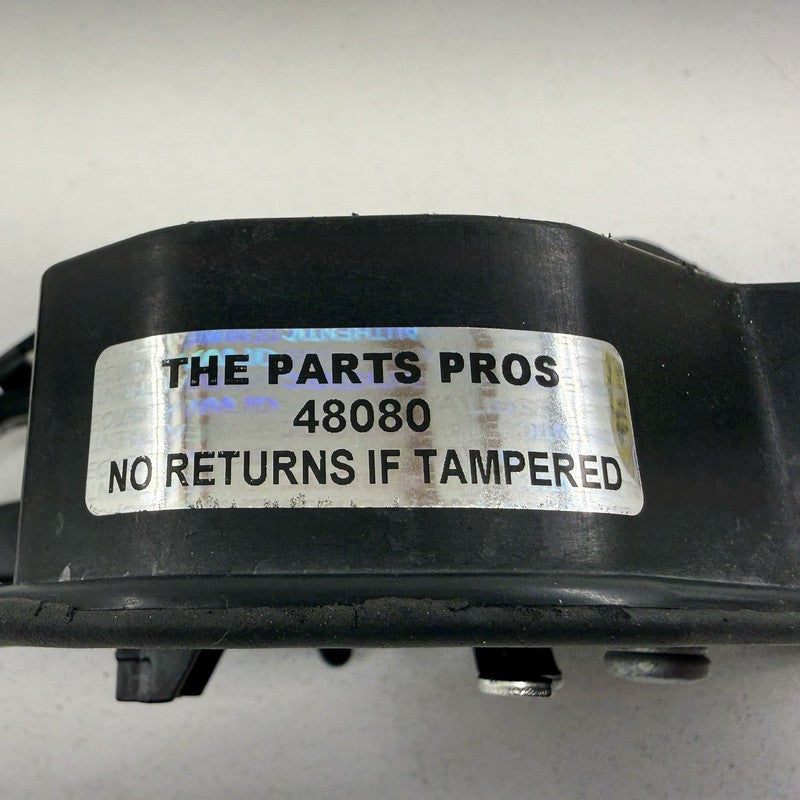 THE PARTS PROS
48080
NO RETURNS IF TAMPERED